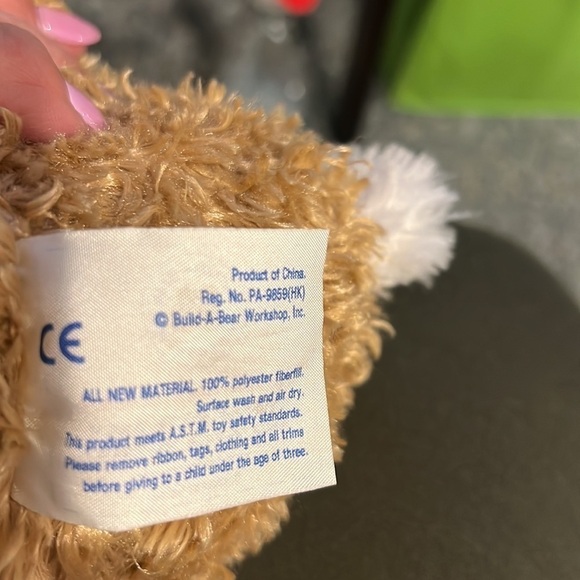 Product of China.
Reg. No. PA-9859(HK)
© Build-A-Bear Workshop, Inc.
CE
ALL NEW MATERIAL. 100% polyester fiberfill.
Surface wash and air dry.
This product meets A.S.T.M. toy safety standards.
Please remove ribbon, tags, clothing and all trims
before giving to a child under the age of three.